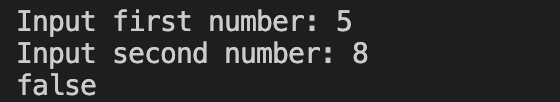 Input first number: 5
Input second number: 8
false